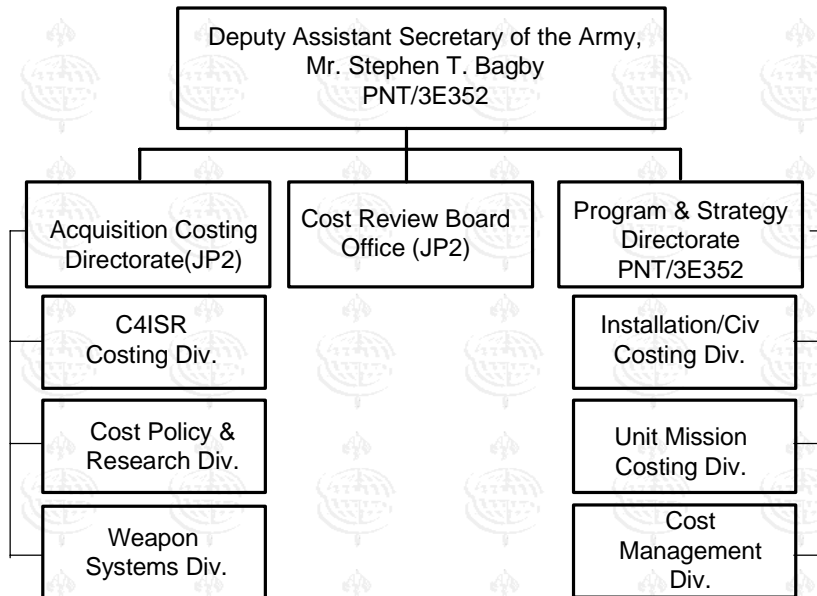 Deputy Assistant Secretary of the Army,
Mr. Stephen T. Bagby
PNT/3E352
Acquisition Costing
Directorate(JP2)
Cost Review Board
Office (JP2)
Program & Strategy
Directorate
PNT/3E352
C4ISR
Costing Div.
Cost Policy &
Research Div.
Weapon
Systems Div.
Installation/Civ
Costing Div.
Unit Mission
Costing Div.
Cost
Management
Div.